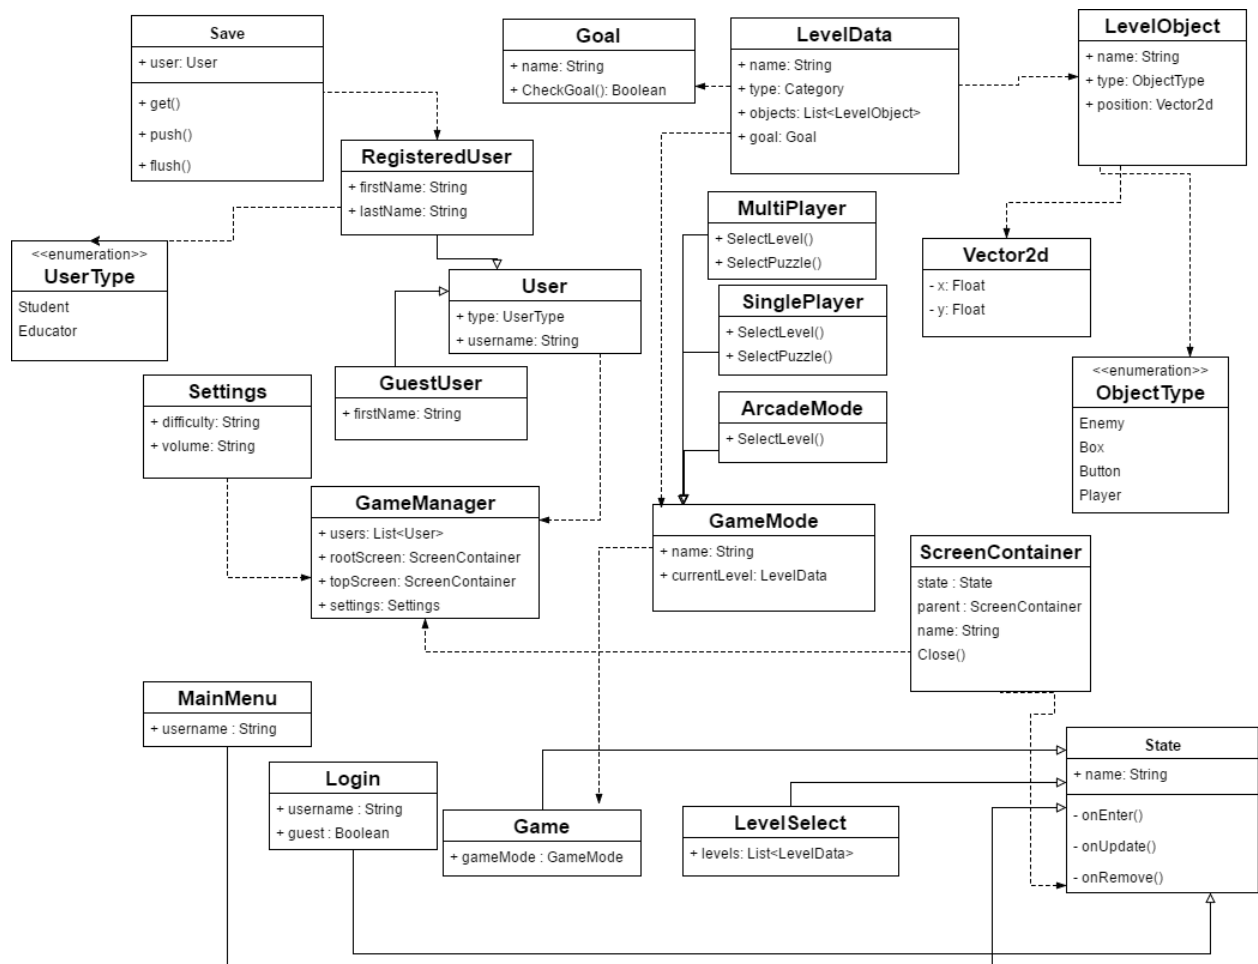 Save
+ user: User
+ get()
+ push()
+ flush()
Goal
+ name: String
+ CheckGoal(): Boolean
LevelData
+ name: String
+ type: Category
+ objects: List<LevelObject>
+ goal: Goal
LevelObject
+ name: String
+ type: ObjectType
+ position: Vector2d
RegisteredUser
+ firstName: String
+ lastName: String
<<enumeration>>
UserType
Student
Educator
User
+ type: UserType
+ username: String
MultiPlayer
+ SelectLevel()
+ SelectPuzzle()
Vector2d
- x: Float
- y: Float
SinglePlayer
+ SelectLevel()
+ SelectPuzzle()
<<enumeration>>
ObjectType
Enemy
Box
Button
Player
Settings
+ difficulty: String
+ volume: String
GuestUser
+ firstName: String
ArcadeMode
+ SelectLevel()
GameManager
+ users: List<User>
+ rootScreen: ScreenContainer
+ topScreen: ScreenContainer
+ settings: Settings
GameMode
+ name: String
+ currentLevel: LevelData
ScreenContainer
state : State
parent : ScreenContainer
name: String
Close()
MainMenu
+ username : String
Login
+ username : String
+ guest : Boolean
Game
+ gameMode : GameMode
LevelSelect
+ levels: List<LevelData>
State
+ name: String
- onEnter()
- onUpdate()
- onRemove()